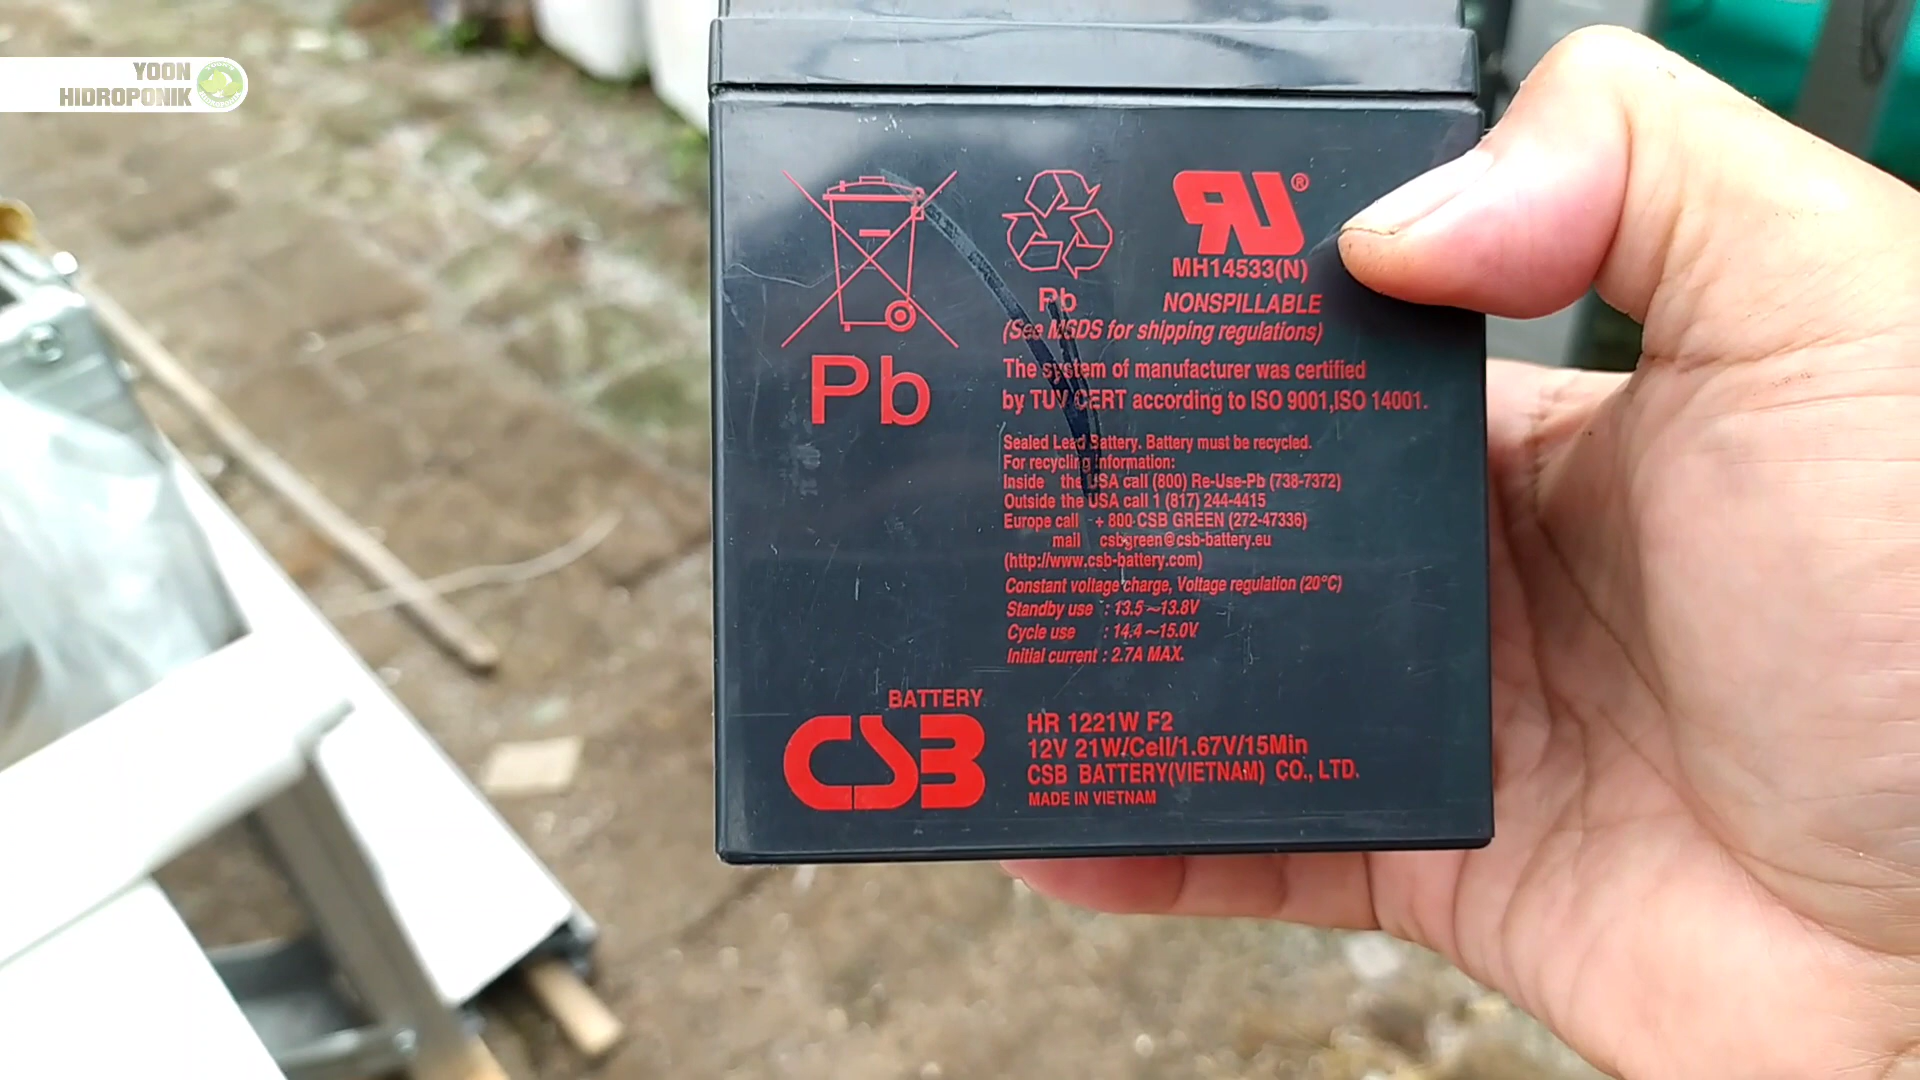 YOON
HIDROPONIK
MH14533(N)
Pb
NONSPILLABLE
(See MSDS for shipping regulations)
Pb
The system of manufacturer was certified
by TUV CERT according to ISO 9001,ISO 14001.
Sealed Lead Battery. Battery must be recycled.
For recycling information:
Inside the USA call (800) Re-Use-Pb (738-7372)
Outside the USA call 1 (817) 244-4415
Europe call + 800 CSB GREEN (272-47336)
mail csbgreen@csb-battery.eu
(http://www.csb-battery.com)
Constant voltage charge, Voltage regulation (20°C)
Standby use : 13.5~13.8V
Cycle use : 14.4~15.0V
Initial current : 2.7A MAX.
BATTERY
CSB
HR 1221W F2
12V 21W/Cell/1.67V/15Min
CSB BATTERY(VIETNAM) CO., LTD.
MADE IN VIETNAM